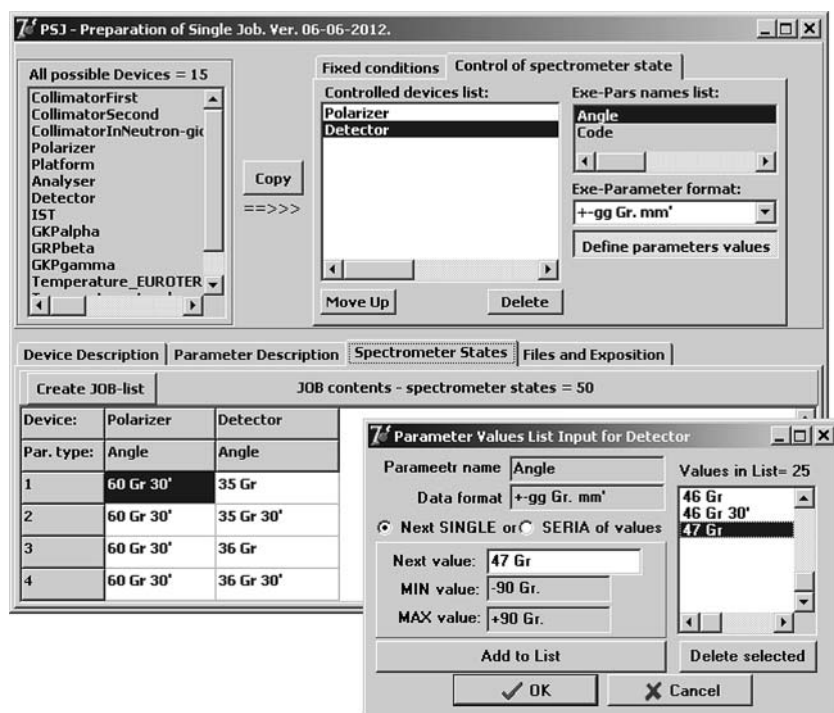 PSJ - Preparation of Single Job. Ver. 06-06-2012.
All possible Devices = 15
CollimatorFirst
CollimatorSecond
CollimatorInNeutron-gic
Polarizer
Platform
Analyser
Detector
IST
GKPalpha
GRPbeta
GKPgamma
Temperature_EUROTER
Copy
==>>>
Fixed conditions
Control of spectrometer state
Controlled devices list:
Polarizer
Detector
Move Up
Delete
Exe-Pars names list:
Angle
Code
Exe-Parameter format:
+-gg Gr. mm'
Define parameters values
Device Description
Parameter Description
Spectrometer States
Files and Exposition
Create JOB-list
JOB contents - spectrometer states = 50
Device: Polarizer Detector
Par. type: Angle Angle
1 60 Gr 30' 35 Gr
2 60 Gr 30' 35 Gr 30'
3 60 Gr 30' 36 Gr
4 60 Gr 30' 36 Gr 30'
Parameter Values List Input for Detector
Parameetr name Angle
Data format +-gg Gr. mm'
Next SINGLE or SERIA of values
Next value: 47 Gr
MIN value: -90 Gr.
MAX value: +90 Gr.
Add to List
Values in List= 25
46 Gr
46 Gr 30'
47 Gr
Delete selected
OK
Cancel